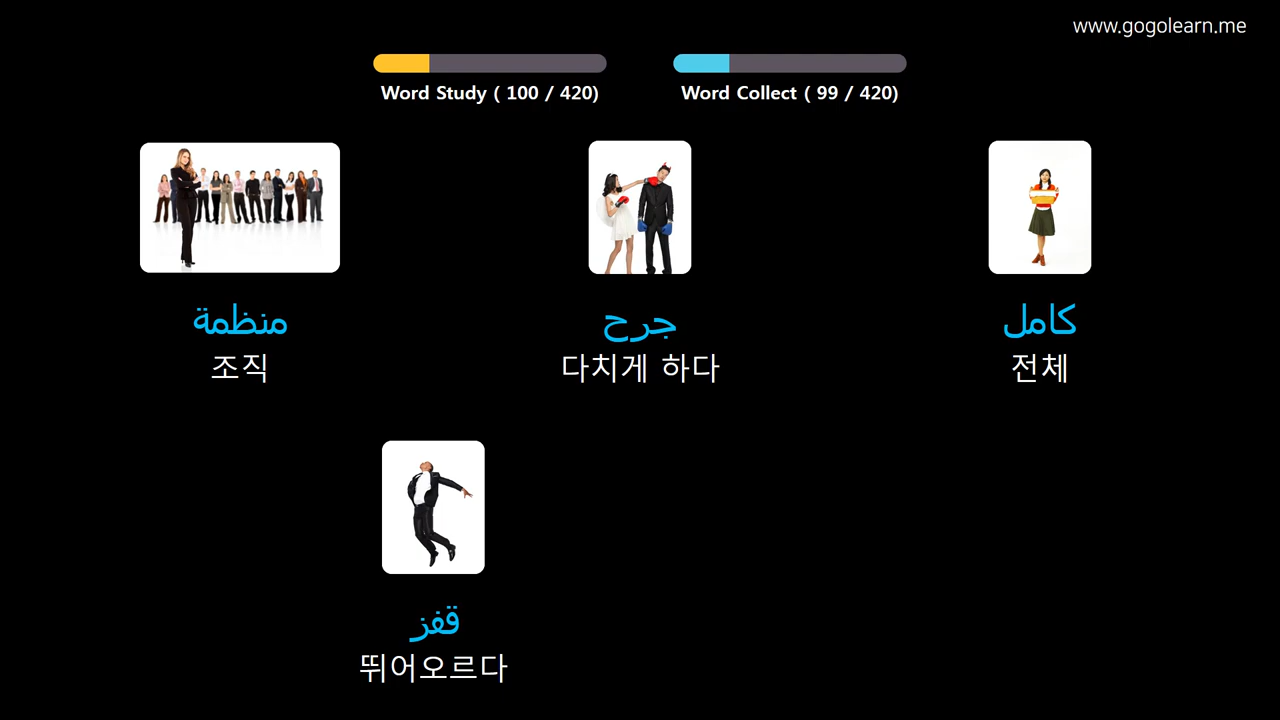 www.gogolearn.me
Word Study ( 100 / 420)
Word Collect ( 99 / 420)
منظمة
조직
جرح
다치게 하다
كامل
전체
قفز
뛰어오르다